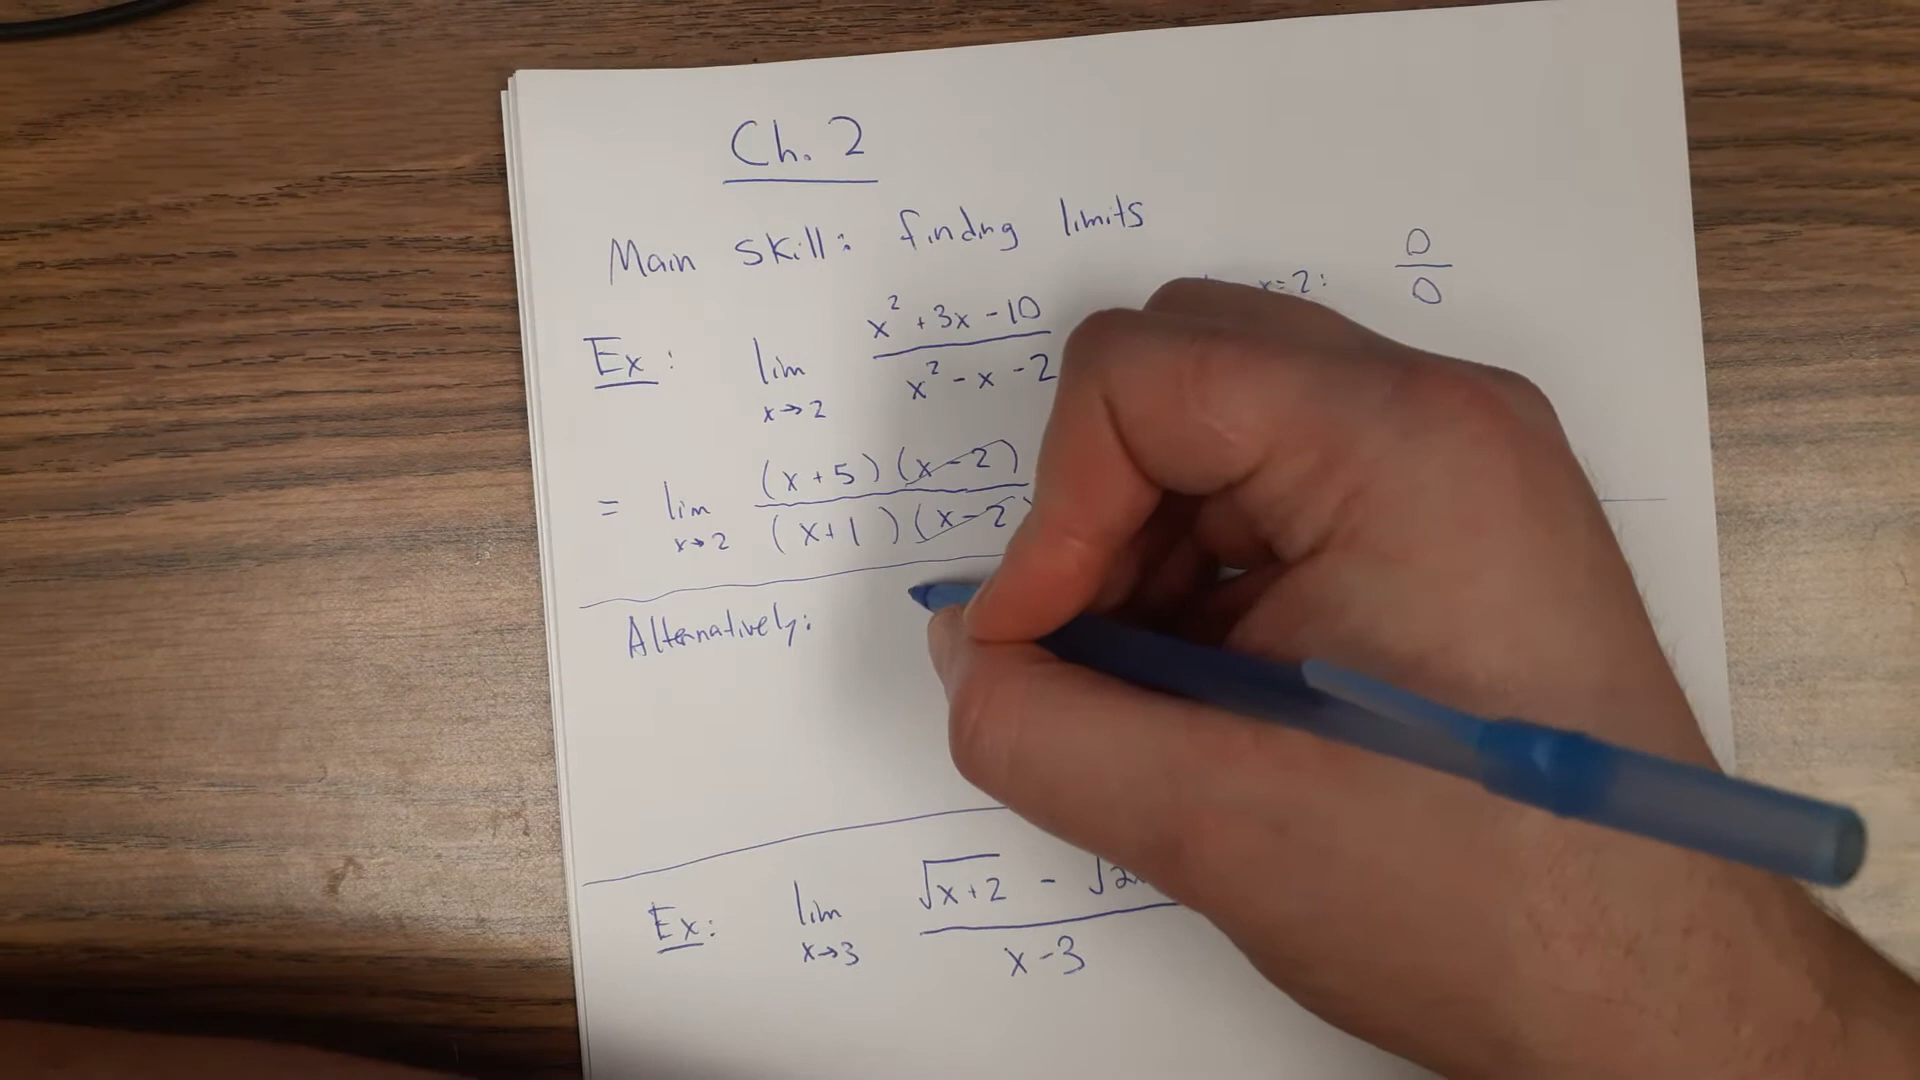 Ch. 2
Main skill: finding limits
x=2: 0/0
Ex: lim x→2 (x² + 3x - 10)/(x² - x - 2)
= lim x→2 (x+5)(x-2)/(x+1)(x-2)
Alternatively:
Ex: lim x→3 (√x+2 - √2)/(x-3)